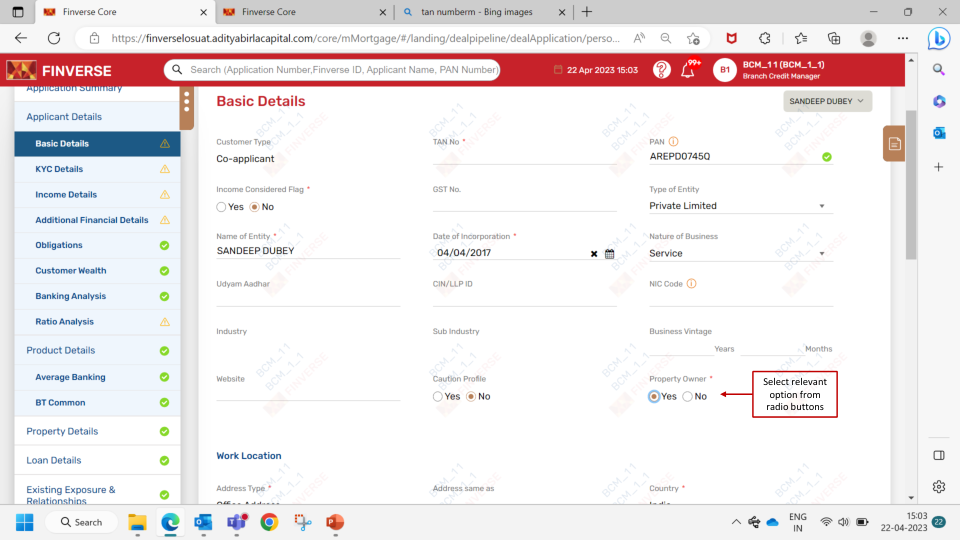 Finverse Core
Finverse Core
tan numberm - Bing images
https://finverselosuat.adityabirlacapital.com/core/mMortgage/#/landing/dealpipeline/dealApplication/perso...
FINVERSE
Search (Application Number,Finverse ID, Applicant Name, PAN Number)
22 Apr 2023 15:03
99+
B1
BCM_1 1 (BCM_1_1)
Branch Credit Manager
Application Summary
Applicant Details
Basic Details
KYC Details
Income Details
Additional Financial Details
Obligations
Customer Wealth
Banking Analysis
Ratio Analysis
Product Details
Average Banking
BT Common
Property Details
Loan Details
Existing Exposure &
Relationships
Basic Details
SANDEEP DUBEY
Customer Type
Co-applicant
TAN No *
PAN
AREPD0745Q
Income Considered Flag *
Yes No
GST No.
Type of Entity
Private Limited
Name of Entity *
SANDEEP DUBEY
Date of Incorporation *
04/04/2017
Nature of Business
Service
Udyam Aadhar
CIN/LLP ID
NIC Code
Industry
Sub Industry
Business Vintage
Years Months
Website
Caution Profile
Yes No
Property Owner *
Yes No
Select relevant
option from
radio buttons
Work Location
Address Type *
Office Address
Address same as
Country *
India
BCM_11
BCM_1_1
FINVERSE
Search
ENG
IN
15:03
22-04-2023
22